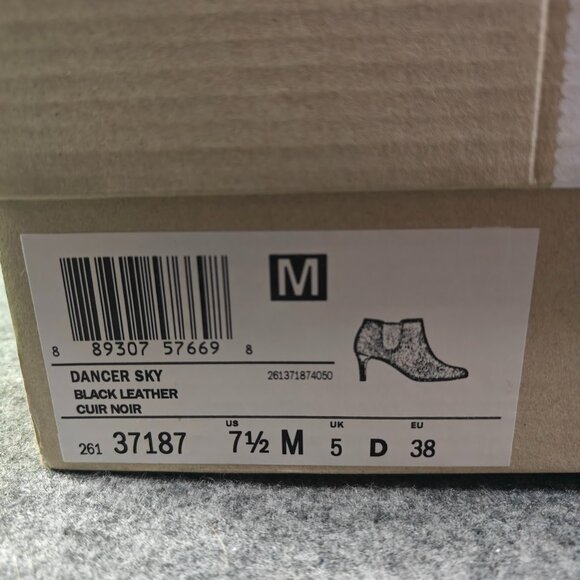 M
8 89307 57669 8
DANCER SKY 261371874050
BLACK LEATHER
CUIR NOIR
US UK EU
261 37187 7½ M 5 D 38